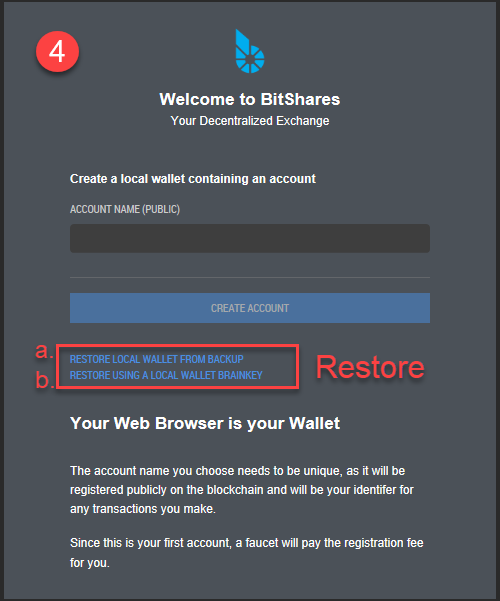 4
Welcome to BitShares
Your Decentralized Exchange
Create a local wallet containing an account
ACCOUNT NAME (PUBLIC)
CREATE ACCOUNT
a. RESTORE LOCAL WALLET FROM BACKUP
b. RESTORE USING A LOCAL WALLET BRAINKEY
Restore
Your Web Browser is your Wallet
The account name you choose needs to be unique, as it will be
registered publicly on the blockchain and will be your identifer for
any transactions you make.
Since this is your first account, a faucet will pay the registration fee
for you.